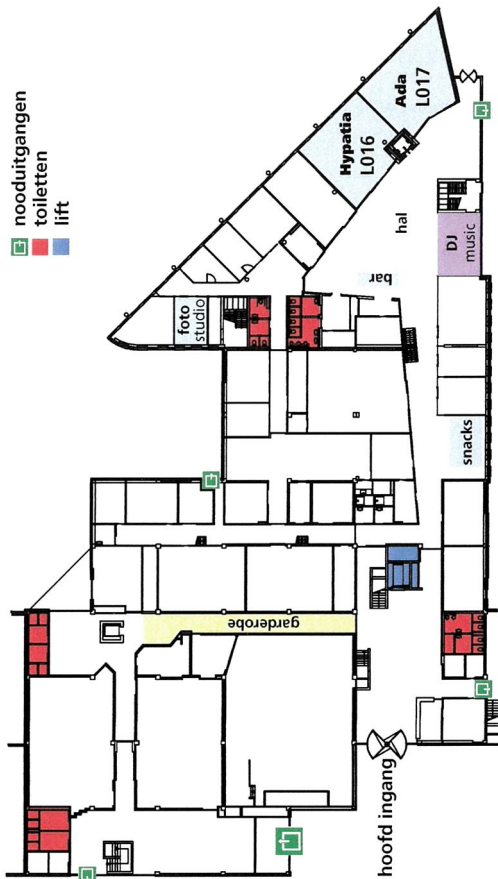 nooduitgangen
toiletten
lift
Ada
L017
Hypatia
L016
hal
DJ
music
bar
foto
studio
snacks
garderobe
hoofd ingang